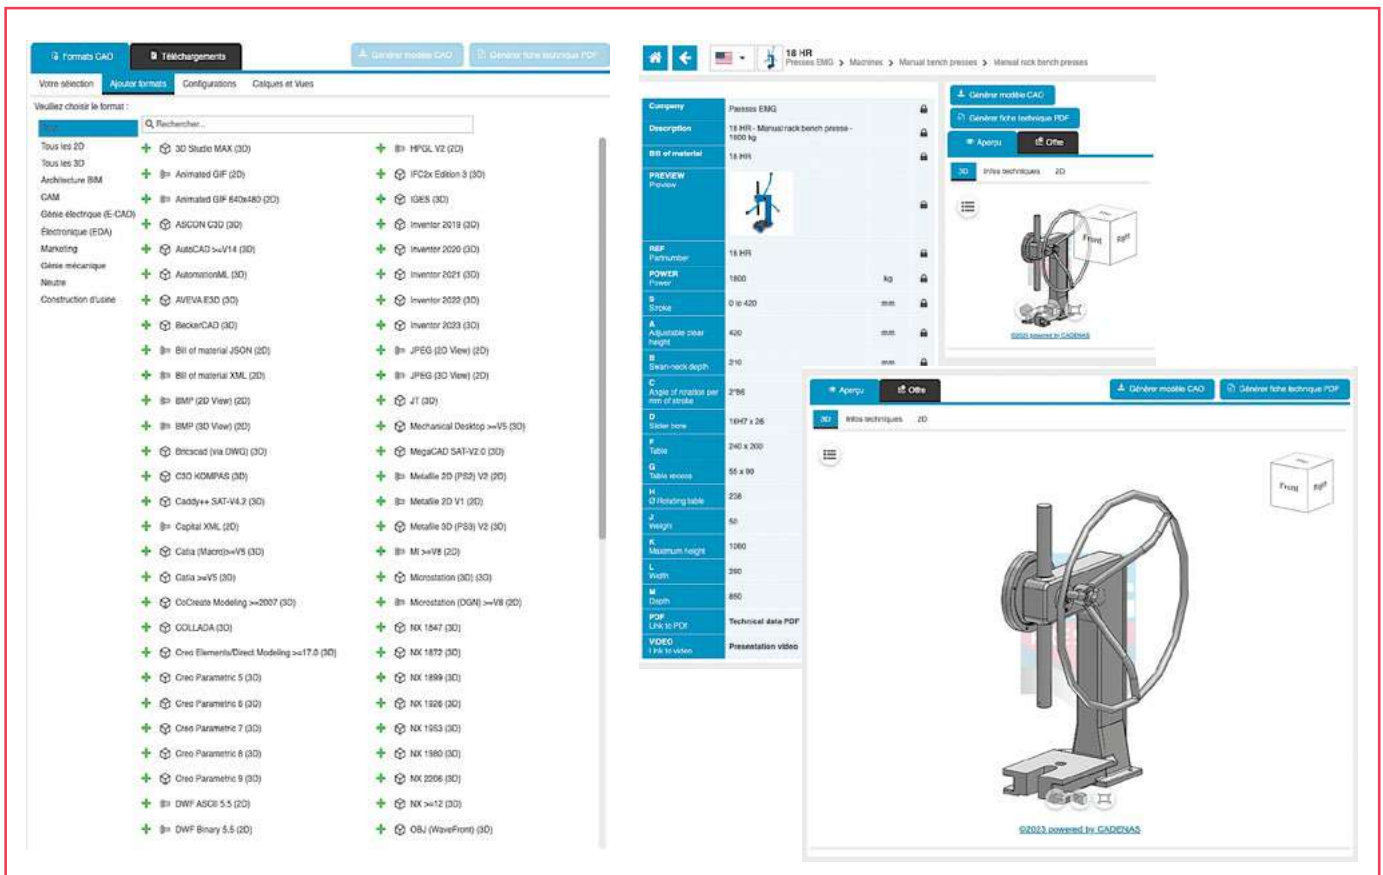 Formats CAO
Téléchargements
Générer modèle CAO
Générer fiche technique PDF
Votre sélection
Ajouter formats
Configurations
Calques et Vues
Veuillez choisir le format :
Tous
Rechercher...
Tous les 2D
Tous les 3D
Architecture BIM
CAM
Génie électrique (E-CAD)
Électronique (EDA)
Marketing
Génie mécanique
Neutre
Construction d'usine
3D Studio MAX (3D)
Animated GIF (2D)
Animated GIF 640x480 (2D)
ASCON C3D (3D)
AutoCAD >=V14 (3D)
AutomationML (3D)
AVEVA E3D (3D)
BeckerCAD (3D)
Bill of material JSON (2D)
Bill of material XML (2D)
BMP (2D View) (2D)
BMP (3D View) (2D)
Bricscad (via DWG) (3D)
C3D KOMPAS (3D)
Caddy++ SAT-V4.2 (3D)
Capital XML (2D)
Catia (Macro)>=V5 (3D)
Catia >=V5 (3D)
CoCreate Modeling >=2007 (3D)
COLLADA (3D)
Creo Elements/Direct Modeling >=17.0 (3D)
Creo Parametric 5 (3D)
Creo Parametric 6 (3D)
Creo Parametric 7 (3D)
Creo Parametric 8 (3D)
Creo Parametric 9 (3D)
DWF ASCII 5.5 (2D)
DWF Binary 5.5 (2D)
HPGL V2 (2D)
IFC2x Edition 3 (3D)
IGES (3D)
Inventor 2019 (3D)
Inventor 2020 (3D)
Inventor 2021 (3D)
Inventor 2022 (3D)
Inventor 2023 (3D)
JPEG (2D View) (2D)
JPEG (3D View) (2D)
JT (3D)
Mechanical Desktop >=V5 (3D)
MegaCAD SAT-V2.0 (3D)
Metafile 2D (PS2) V2 (2D)
Metafile 2D V1 (2D)
Metafile 3D (PS3) V2 (3D)
MI >=V8 (2D)
Microstation (3D) (3D)
Microstation (DGN) >=V8 (2D)
NX 1847 (3D)
NX 1872 (3D)
NX 1899 (3D)
NX 1926 (3D)
NX 1953 (3D)
NX 1980 (3D)
NX 2206 (3D)
NX >=12 (3D)
OBJ (WaveFront) (3D)
18 HR
Presses EMG > Machines > Manual bench presses > Manual rack bench presses
Company
Presses EMG
Description
18 HR - Manual rack bench presse -
1800 kg
Bill of material
18 HR
PREVIEW
Preview
REF
Partnumber
18 HR
POWER
Power
1800
kg
S
Stroke
0 to 420
mm
A
Adjustable clear
height
420
mm
B
Swan-neck depth
210
mm
C
Angle of rotation per
mm of stroke
2°86
D
Slider bore
16H7 x 26
F
Table
240 x 200
G
Table recess
55 x 90
H
Ø Rotating table
238
J
Weight
50
K
Maximum height
1060
L
Width
260
M
Depth
850
PDF
Link to PDf
Technical data PDF
VIDEO
Link to video
Presentation video
Générer modèle CAO
Générer fiche technique PDF
Aperçu
Offre
3D
Infos techniques
2D
Front
Right
©2023 powered by CADENAS
Aperçu
Offre
Générer modèle CAO
Générer fiche technique PDF
3D
Infos techniques
2D
Front
Right
©2023 powered by CADENAS